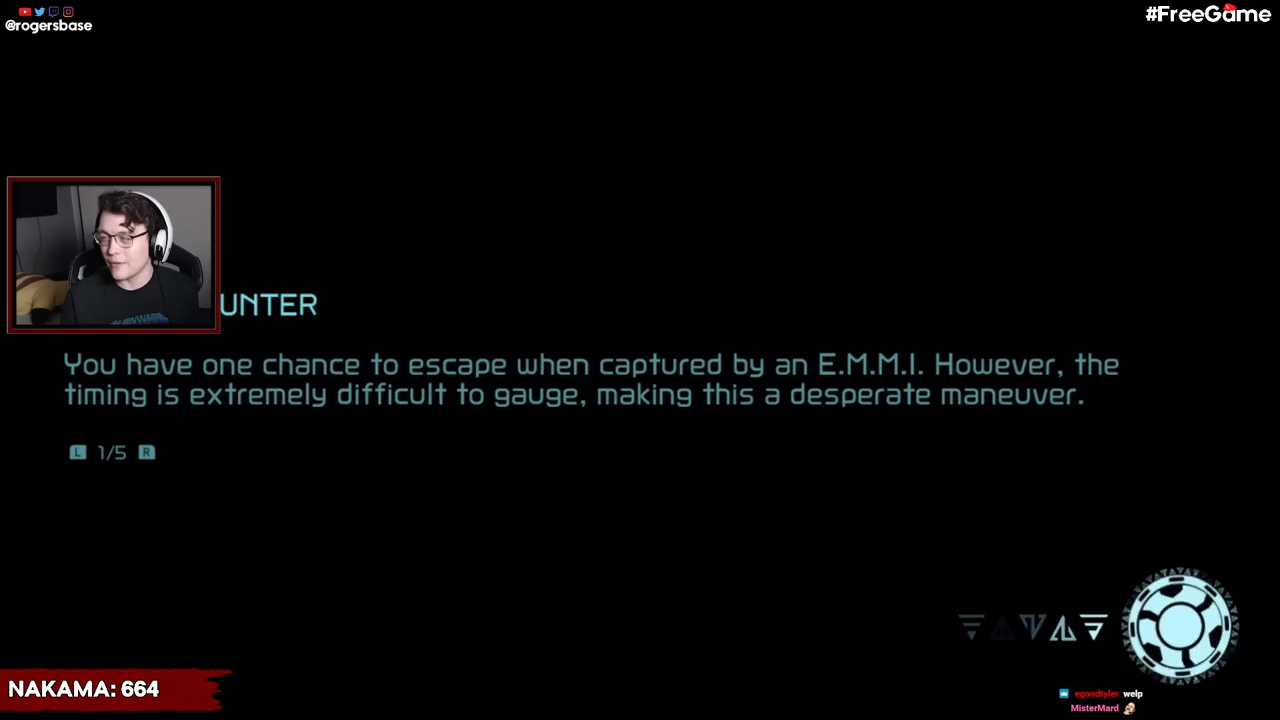 @rogersbase
#FreeGame
UNTER
You have one chance to escape when captured by an E.M.M.I. However, the
timing is extremely difficult to gauge, making this a desperate maneuver.
L 1/5 R
NAKAMA: 664
egoodtyler welp
MisterMard